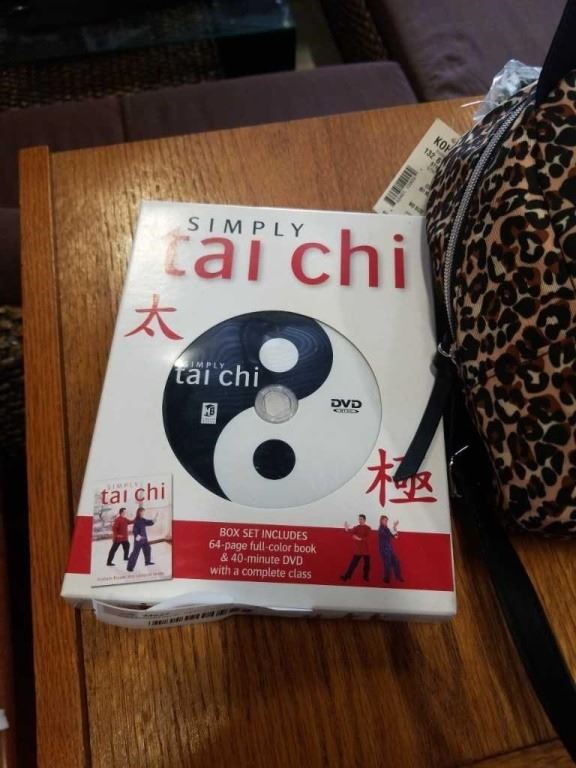 SIMPLY
tai chi
太
SIMPLY
tai chi
DVD
極
SIMPLY
tai chi
BOX SET INCLUDES
64-page full-color book
& 40-minute DVD
with a complete class